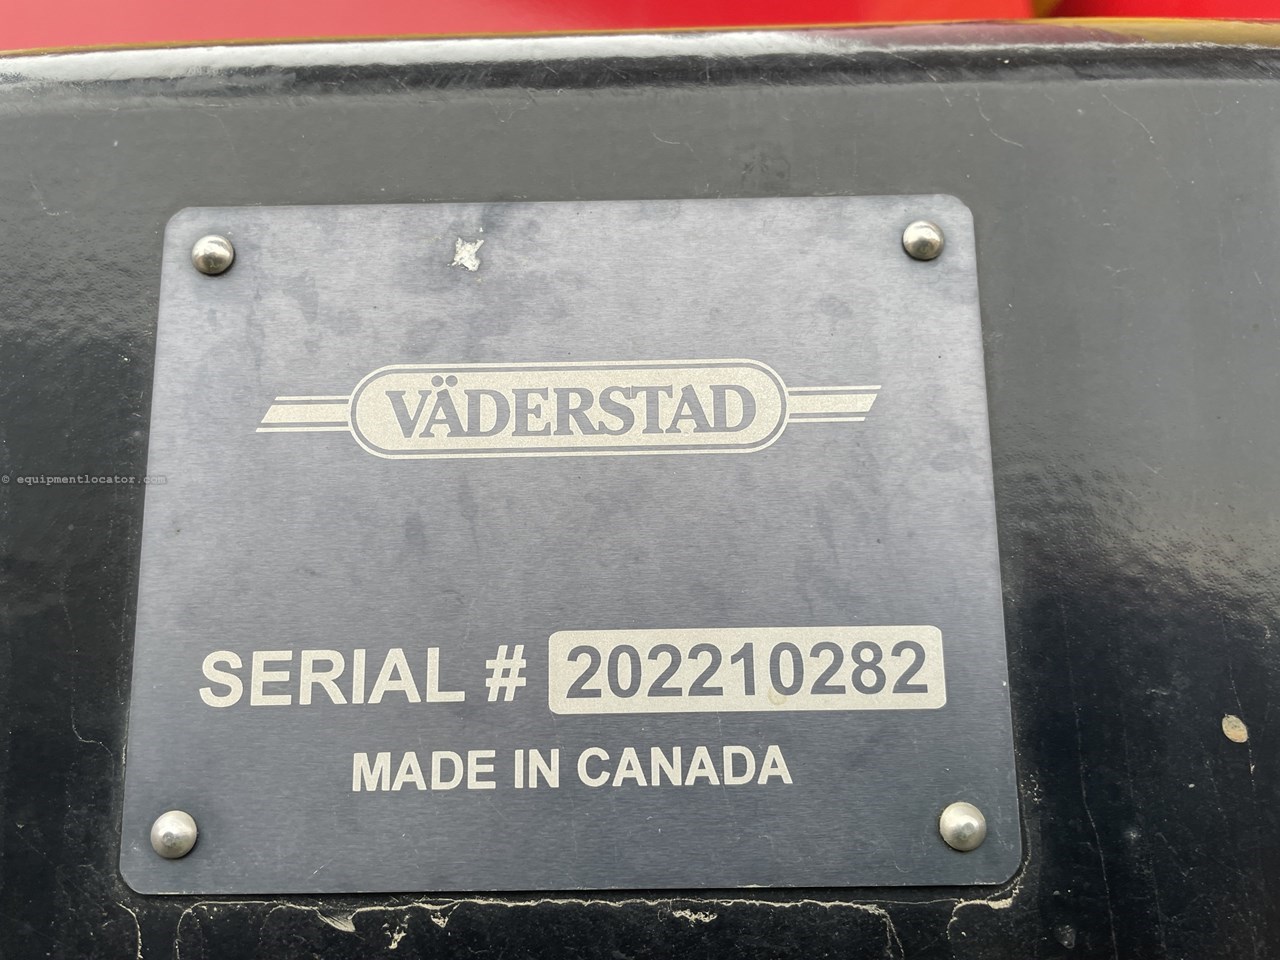 VÄDERSTAD
© equipmentlocator.com
SERIAL # 202210282
MADE IN CANADA